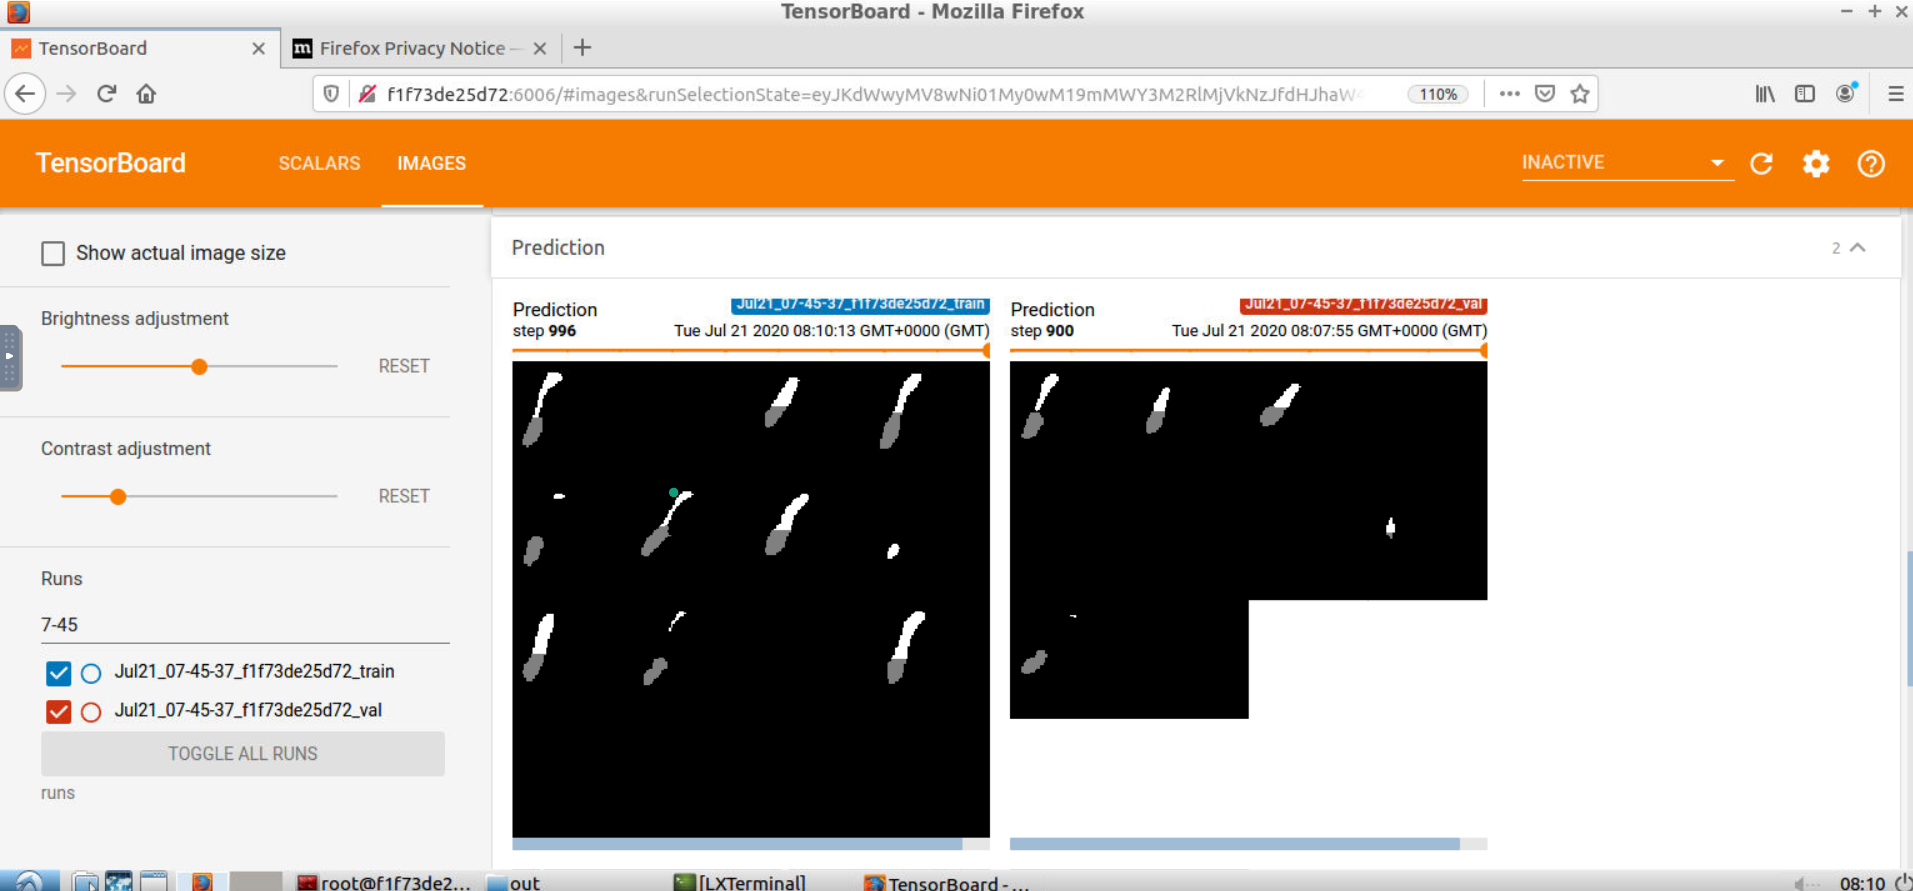 TensorBoard - Mozilla Firefox
TensorBoard
Firefox Privacy Notice —
f1f73de25d72:6006/#images&runSelectionState=eyJKdWwyMV8wNi01My0wM19mMWY3M2RlMjVkNzJfdHJhaW
110%
TensorBoard
SCALARS
IMAGES
INACTIVE
Show actual image size
Brightness adjustment
RESET
Contrast adjustment
RESET
Runs
7-45
Jul21_07-45-37_f1f73de25d72_train
Jul21_07-45-37_f1f73de25d72_val
TOGGLE ALL RUNS
runs
Prediction
2
Prediction
Jul21_07-45-37_f1f73de25d72_train
step 996
Tue Jul 21 2020 08:10:13 GMT+0000 (GMT)
Prediction
Jul21_07-45-37_f1f73de25d72_val
step 900
Tue Jul 21 2020 08:07:55 GMT+0000 (GMT)
root@f1f73de2...
out
[LXTerminal]
TensorBoard - ...
08:10